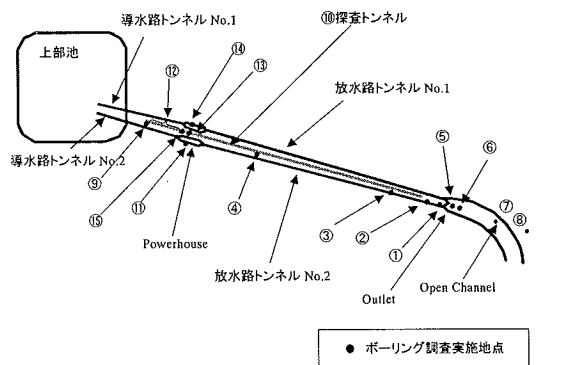 導水路トンネル No.1
⑩探査トンネル
上部池
⑭
⑬
⑫
放水路トンネル No.1
導水路トンネル No.2
⑨
⑮
⑪
④
⑤
⑥
⑦
⑧
③
②
①
Powerhouse
放水路トンネル No.2
Outlet
Open Channel
● ボーリング調査実施地点